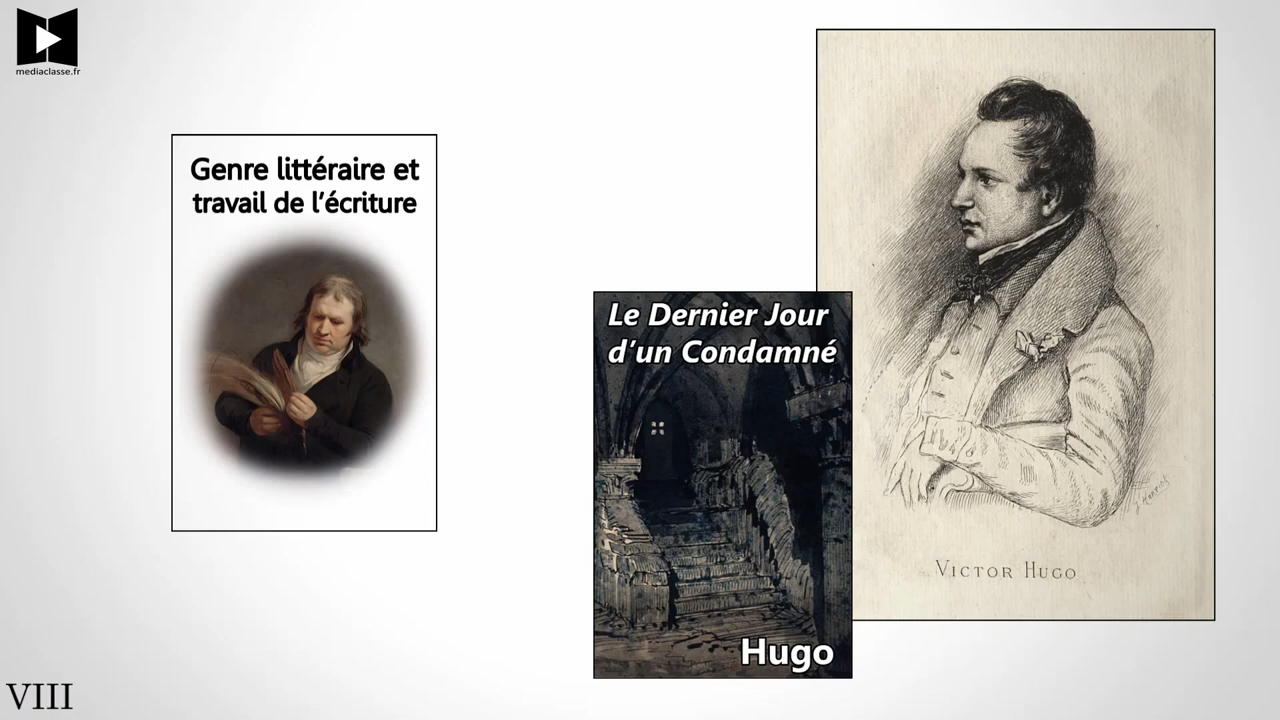 mediaclasse.fr
Genre littéraire et
travail de l'écriture
Le Dernier Jour
d'un Condamné
Hugo
VICTOR HUGO
VIII